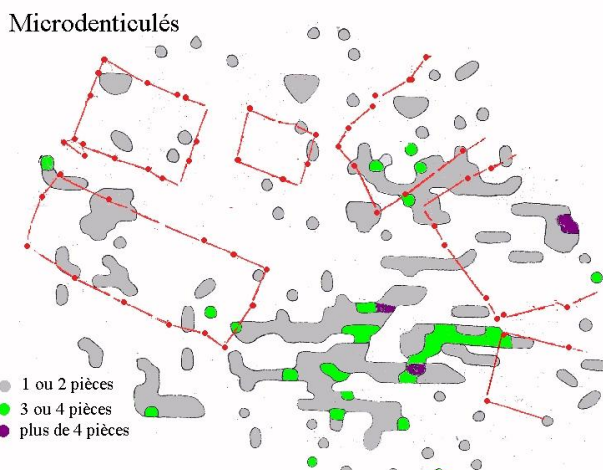 Microdenticulés
1 ou 2 pièces
3 ou 4 pièces
plus de 4 pièces